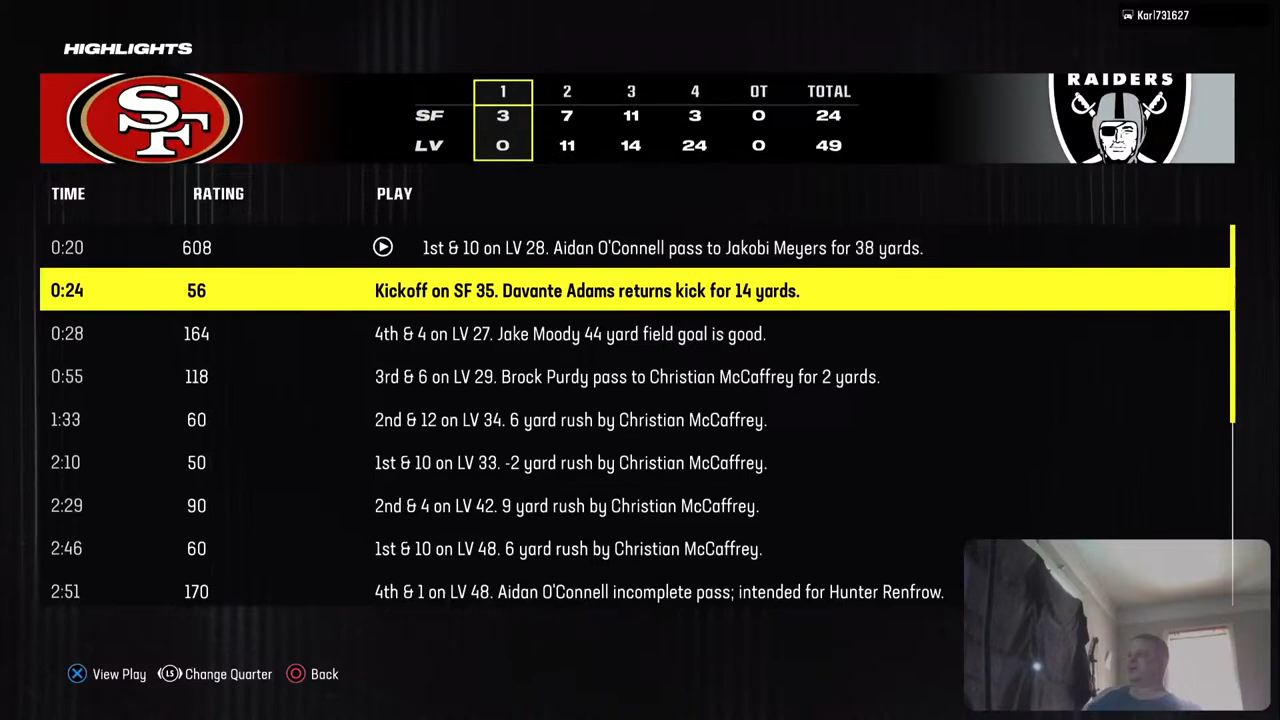 Karl731627
HIGHLIGHTS
SF
RAIDERS
1 2 3 4 OT TOTAL
SF 3 7 11 3 0 24
LV 0 11 14 24 0 49
TIME RATING PLAY
0:20 608 1st & 10 on LV 28. Aidan O'Connell pass to Jakobi Meyers for 38 yards.
0:24 56 Kickoff on SF 35. Davante Adams returns kick for 14 yards.
0:28 164 4th & 4 on LV 27. Jake Moody 44 yard field goal is good.
0:55 118 3rd & 6 on LV 29. Brock Purdy pass to Christian McCaffrey for 2 yards.
1:33 60 2nd & 12 on LV 34. 6 yard rush by Christian McCaffrey.
2:10 50 1st & 10 on LV 33. -2 yard rush by Christian McCaffrey.
2:29 90 2nd & 4 on LV 42. 9 yard rush by Christian McCaffrey.
2:46 60 1st & 10 on LV 48. 6 yard rush by Christian McCaffrey.
2:51 170 4th & 1 on LV 48. Aidan O'Connell incomplete pass; intended for Hunter Renfrow.
View Play LS Change Quarter Back